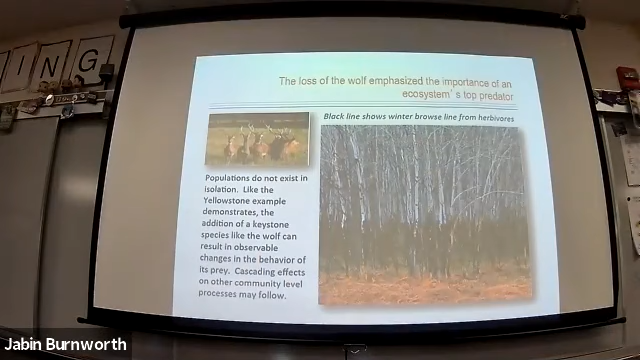 ING
The loss of the wolf emphasized the importance of an
ecosystem's top predator
Black line shows winter browse line from herbivores
Populations do not exist in
isolation. Like the
Yellowstone example
demonstrates, the
addition of a keystone
species like the wolf can
result in observable
changes in the behavior of
its prey. Cascading effects
on other community level
processes may follow.
Jabin Burnworth